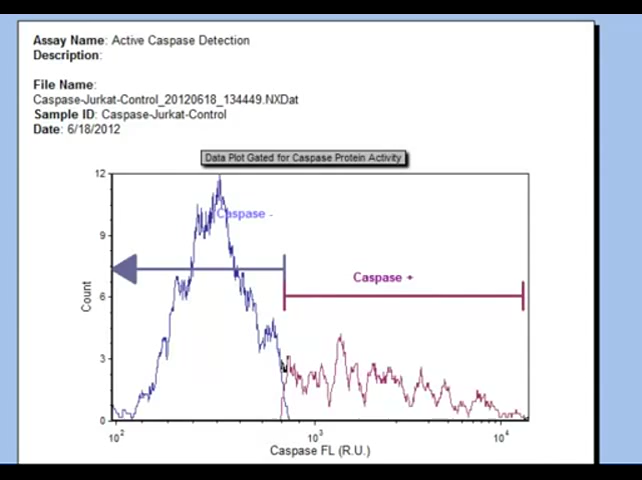 Assay Name: Active Caspase Detection
Description:
File Name:
Caspase-Jurkat-Control_20120618_134449.NXDat
Sample ID: Caspase-Jurkat-Control
Date: 6/18/2012
Data Plot Gated for Caspase Protein Activity
12
9
6
3
0
Count
Caspase -
Caspase +
10²
10³
10⁴
Caspase FL (R.U.)